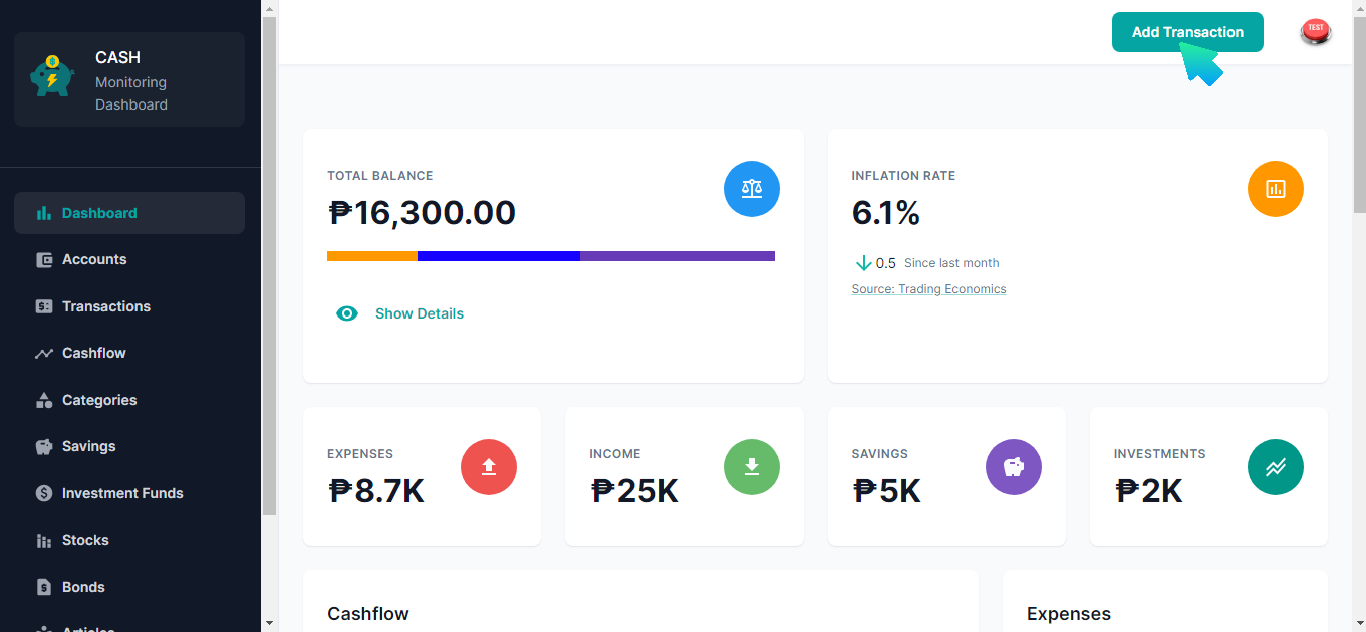 CASH
Monitoring
Dashboard
Dashboard
Accounts
Transactions
Cashflow
Categories
Savings
Investment Funds
Stocks
Bonds
Articles
Add Transaction
TEST
TOTAL BALANCE
₱16,300.00
Show Details
INFLATION RATE
6.1%
0.5 Since last month
Source: Trading Economics
EXPENSES
₱8.7K
INCOME
₱25K
SAVINGS
₱5K
INVESTMENTS
₱2K
Cashflow
Expenses